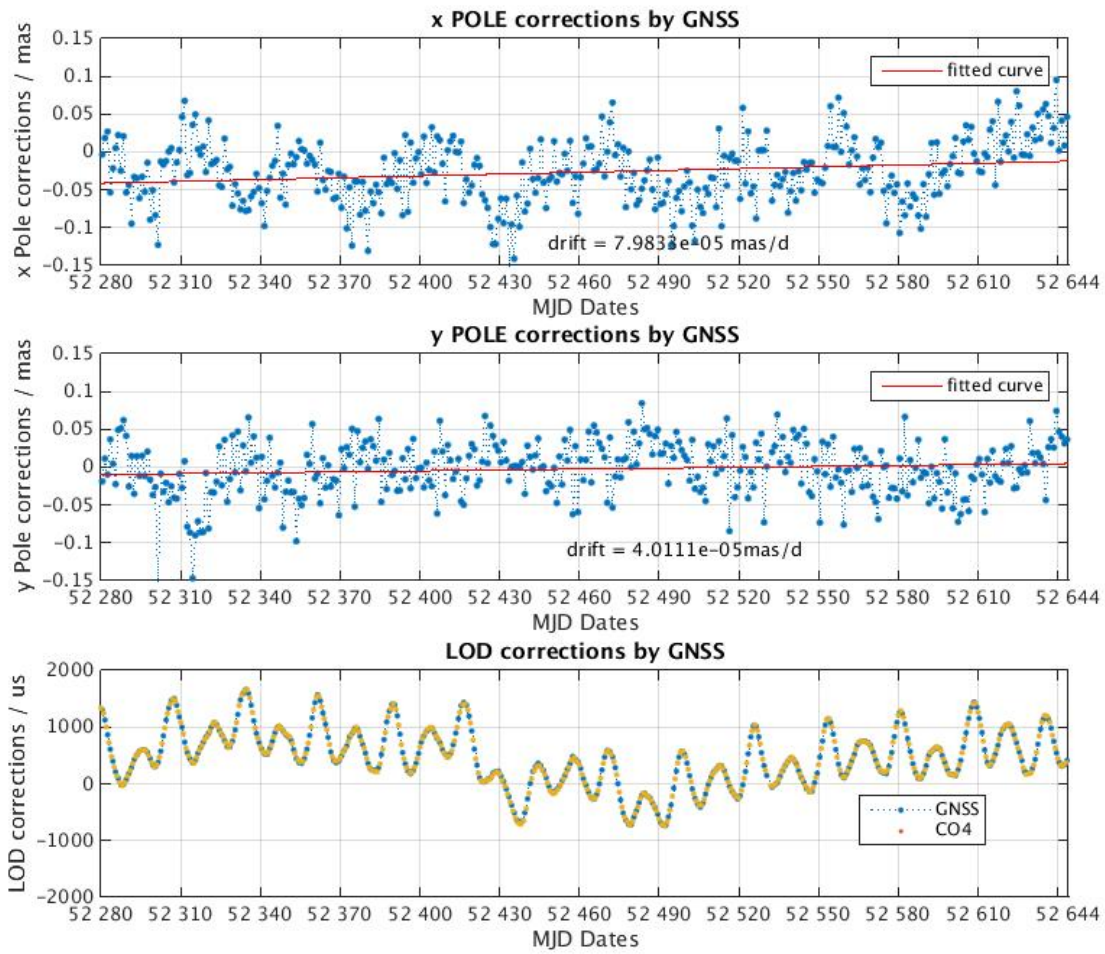 x POLE corrections by GNSS
0.15
0.1
0.05
0
−0.05
−0.1
−0.15
x Pole corrections / mas
fitted curve
drift = 7.9833e−05 mas/d
52 280 52 310 52 340 52 370 52 400 52 430 52 460 52 490 52 520 52 550 52 580 52 610 52 644
MJD Dates
y POLE corrections by GNSS
0.15
0.1
0.05
0
−0.05
−0.1
−0.15
y Pole corrections / mas
fitted curve
drift = 4.0111e−05mas/d
52 280 52 310 52 340 52 370 52 400 52 430 52 460 52 490 52 520 52 550 52 580 52 610 52 644
MJD Dates
LOD corrections by GNSS
2000
1000
0
−1000
−2000
LOD corrections / us
GNSS
CO4
52 280 52 310 52 340 52 370 52 400 52 430 52 460 52 490 52 520 52 550 52 580 52 610 52 644
MJD Dates